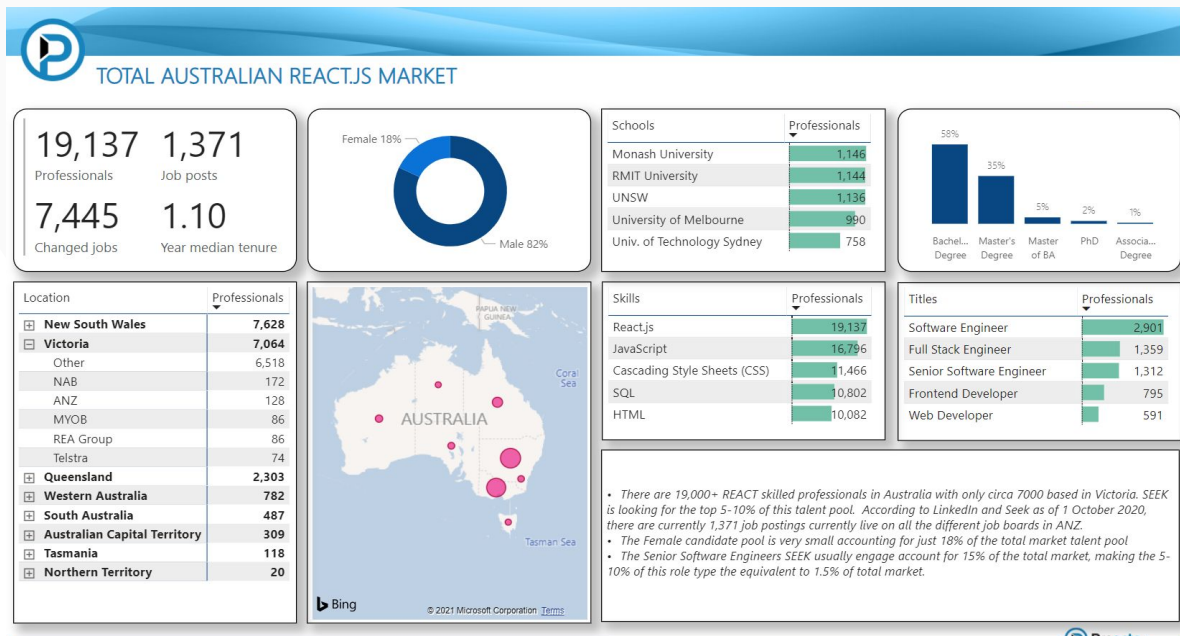 TOTAL AUSTRALIAN REACT.JS MARKET
19,137 1,371
Professionals Job posts
7,445 1.10
Changed jobs Year median tenure
Female 18%
Male 82%
Schools Professionals
Monash University 1,146
RMIT University 1,144
UNSW 1,136
University of Melbourne 990
Univ. of Technology Sydney 758
58%
35%
5%
2%
1%
Bachel... Master's Master PhD Associa...
Degree Degree of BA Degree
Location Professionals
New South Wales 7,628
Victoria 7,064
Other 6,518
NAB 172
ANZ 128
MYOB 86
REA Group 86
Telstra 74
Queensland 2,303
Western Australia 782
South Australia 487
Australian Capital Territory 309
Tasmania 118
Northern Territory 20
PAPUA NEW
GUINEA
Coral
Sea
AUSTRALIA
Tasman Sea
Bing
© 2021 Microsoft Corporation Terms
Skills Professionals
React.js 19,137
JavaScript 16,796
Cascading Style Sheets (CSS) 11,466
SQL 10,802
HTML 10,082
Titles Professionals
Software Engineer 2,901
Full Stack Engineer 1,359
Senior Software Engineer 1,312
Frontend Developer 795
Web Developer 591
• There are 19,000+ REACT skilled professionals in Australia with only circa 7000 based in Victoria. SEEK
is looking for the top 5-10% of this talent pool. According to LinkedIn and Seek as of 1 October 2020,
there are currently 1,371 job postings currently live on all the different job boards in ANZ.
• The Female candidate pool is very small accounting for just 18% of the total market talent pool
• The Senior Software Engineers SEEK usually engage account for 15% of the total market, making the 5-
10% of this role type the equivalent to 1.5% of total market.